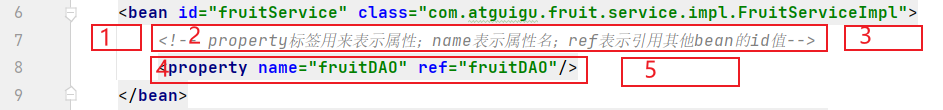 6 <bean id="fruitService" class="com.atguigu.fruit.service.impl.FruitServiceImpl">
7 1 2 <!-- property标签用来表示属性；name表示属性名；ref表示引用其他bean的id值--> 3
8 4 <property name="fruitDAO" ref="fruitDAO"/> 5
9 </bean>